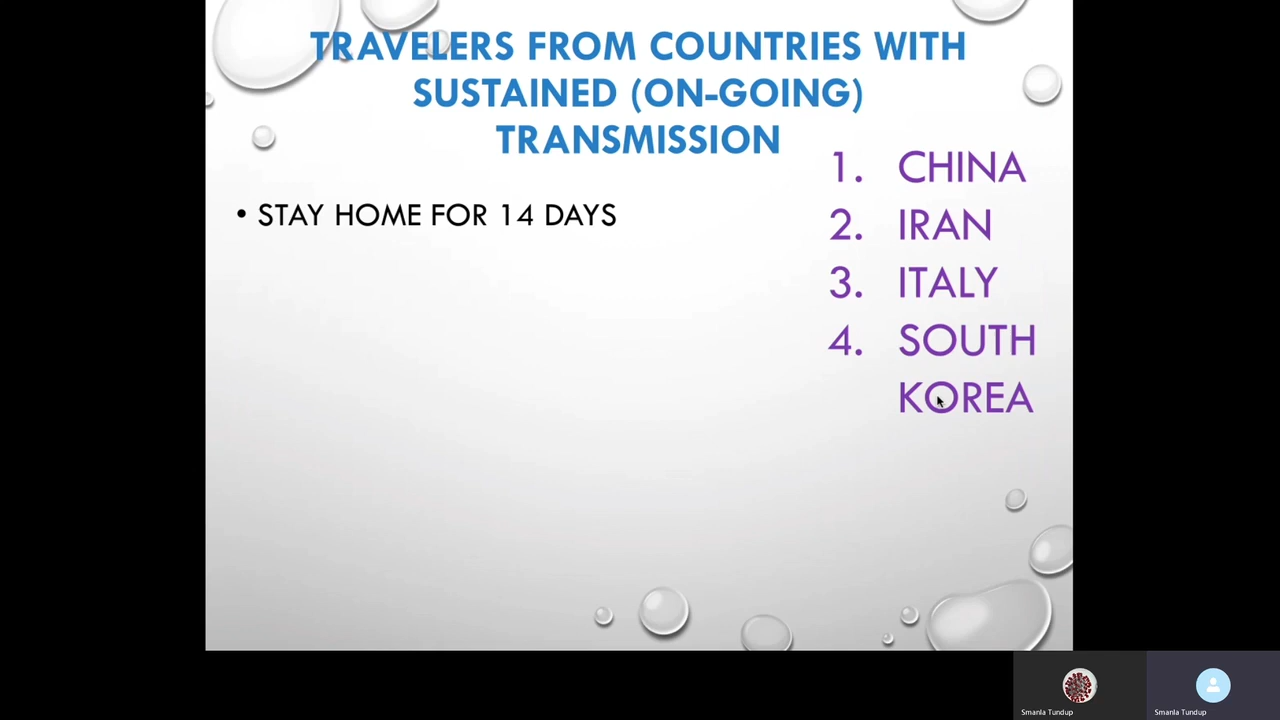 TRAVELERS FROM COUNTRIES WITH
SUSTAINED (ON-GOING)
TRANSMISSION
• STAY HOME FOR 14 DAYS
1. CHINA
2. IRAN
3. ITALY
4. SOUTH
KOREA
Smanla Tundup
Smanla Tundup